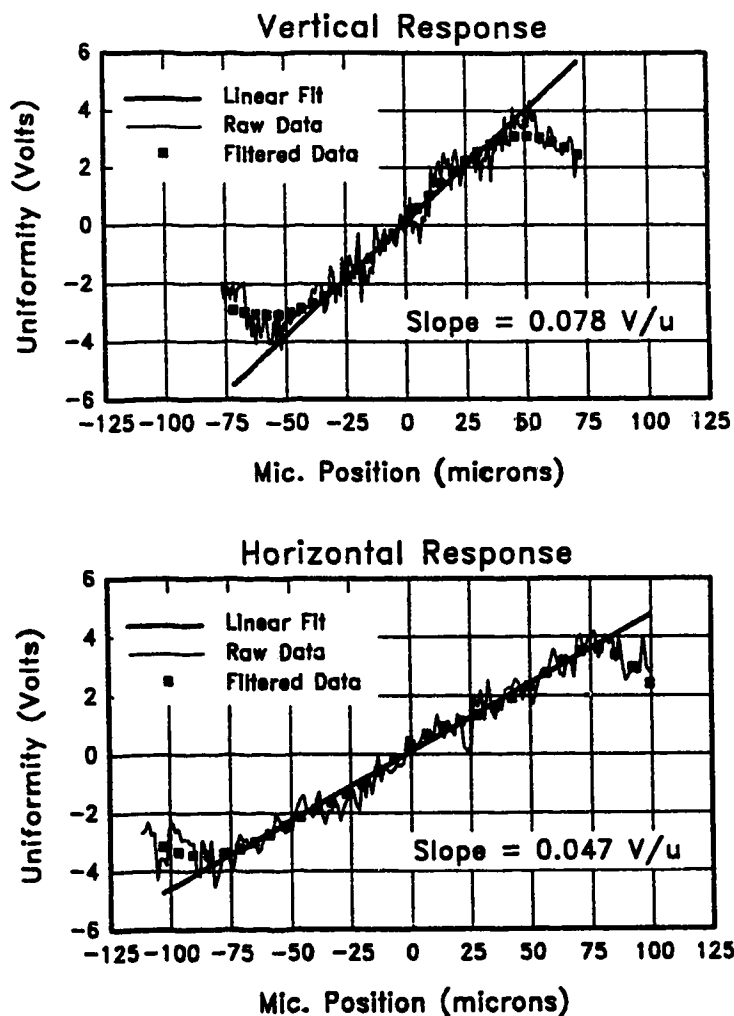 Vertical Response
6
4
2
0
-2
-4
-6
Uniformity (Volts)
Linear Fit
Raw Data
Filtered Data
Slope = 0.078 V/u
-125 -100 -75 -50 -25 0 25 50 75 100 125
Mic. Position (microns)
Horizontal Response
6
4
2
0
-2
-4
-6
Uniformity (Volts)
Linear Fit
Raw Data
Filtered Data
Slope = 0.047 V/u
-125 -100 -75 -50 -25 0 25 50 75 100 125
Mic. Position (microns)